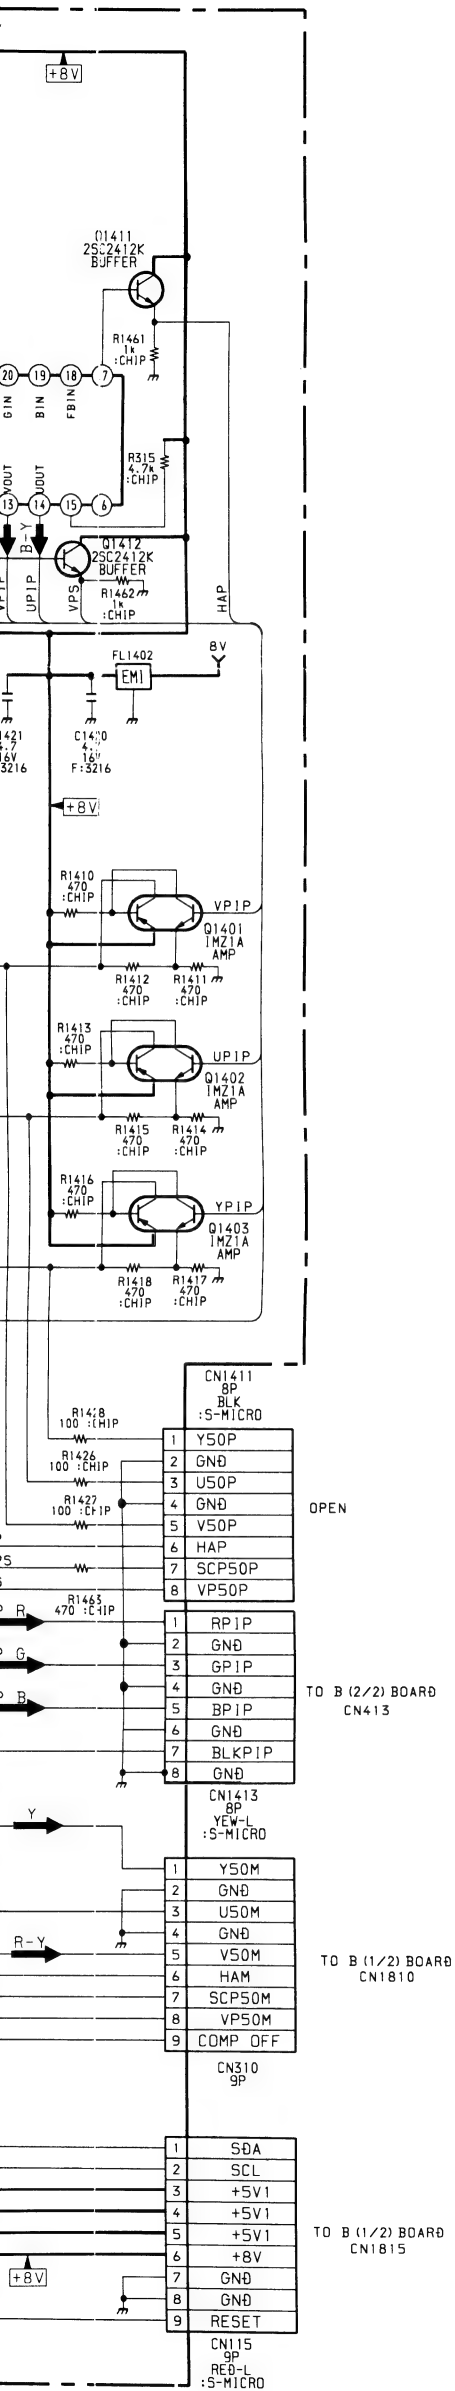 +8V
Q1411
2SC2412K
BUFFER
R1461
1k
:CHIP
20 19 18 7
GIN
BIN
FBIN
R315
4.7k
:CHIP
VOUT
UOUT
13 14 15 6
B-Y
Q1412
2SC2412K
BUFFER
R1462
1k
:CHIP
VPIP
UPIP
VPS
HAP
8V
FL1402
EMI
1421
4.7
16V
3216
C1420
16V
F:3216
+8V
R1410
470
:CHIP
VPIP
Q1401
IMZ1A
AMP
R1412
470
:CHIP
R1411
470
:CHIP
R1413
470
:CHIP
UPIP
Q1402
IMZ1A
AMP
R1415
470
:CHIP
R1414
470
:CHIP
R1416
470
:CHIP
YPIP
Q1403
IMZ1A
AMP
R1418
470
:CHIP
R1417
470
:CHIP
CN1411
8P
BLK
:S-MICRO
R1428
100 :CHIP
R1426
100 :CHIP
R1427
100 :CHIP
1 Y50P
2 GND
3 U50P
4 GND
5 V50P
6 HAP
7 SCP50P
8 VP50P
OPEN
R1463
470 :CHIP
R
G
B
1 RPIP
2 GND
3 GPIP
4 GND
5 BPIP
6 GND
7 BLKPIP
8 GND
TO B (2/2) BOARD
CN413
CN1413
8P
YEW-L
:S-MICRO
Y
R-Y
1 Y50M
2 GND
3 U50M
4 GND
5 V50M
6 HAM
7 SCP50M
8 VP50M
9 COMP OFF
TO B (1/2) BOARD
CN1810
CN310
9P
1 SDA
2 SCL
3 +5V1
4 +5V1
5 +5V1
6 +8V
7 GND
8 GND
9 RESET
TO B (1/2) BOARD
CN1815
+8V
CN115
9P
RED-L
:S-MICRO